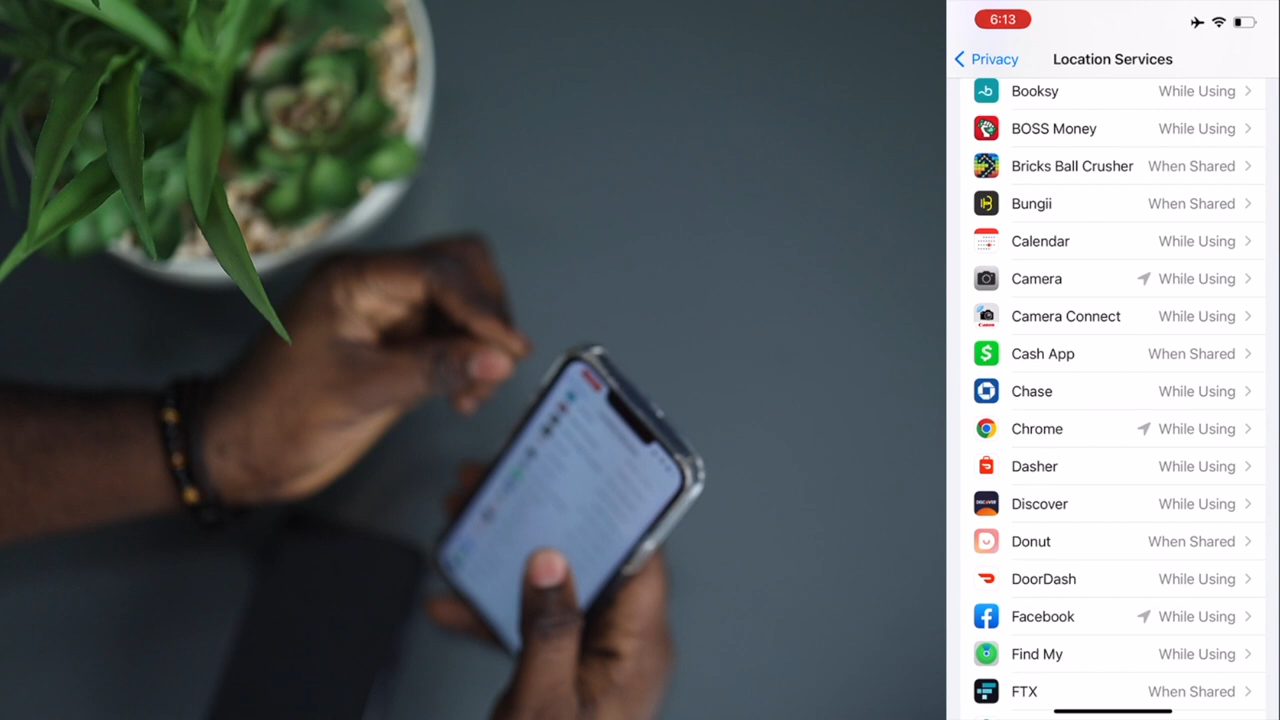 6:13
Privacy Location Services
Booksy While Using
BOSS Money While Using
Bricks Ball Crusher When Shared
Bungii When Shared
Calendar While Using
Camera While Using
Camera Connect While Using
Cash App When Shared
Chase While Using
Chrome While Using
Dasher While Using
Discover While Using
Donut When Shared
DoorDash While Using
Facebook While Using
Find My While Using
FTX When Shared